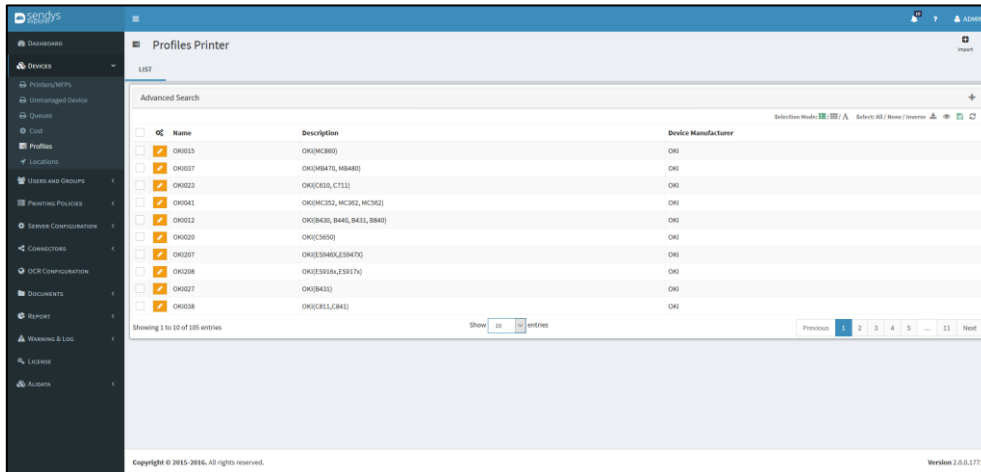 sendys
explorer
10
?
ADMIN
DASHBOARD
DEVICES
Printers/MFPs
Unmanaged Device
Queues
Cost
Profiles
Locations
USERS AND GROUPS
PRINTING POLICIES
SERVER CONFIGURATION
CONNECTORS
OCR CONFIGURATION
DOCUMENTS
REPORT
WARNING & LOG
LICENSE
ALIDATA
Profiles Printer
Import
LIST
Advanced Search
Selection Mode: / / A Select: All / None / Inverse
Name Description Device Manufacturer
OKI015 OKI(MC860) OKI
OKI037 OKI(MB470, MB480) OKI
OKI023 OKI(C610, C711) OKI
OKI041 OKI(MC352, MC362, MC562) OKI
OKI012 OKI(B430, B440, B431, B840) OKI
OKI020 OKI(C5650) OKI
OKI207 OKI(ES946X,ES947X) OKI
OKI208 OKI(ES916x,ES917x) OKI
OKI027 OKI(B431) OKI
OKI038 OKI(C811,C841) OKI
Showing 1 to 10 of 105 entries Show 10 entries Previous 1 2 3 4 5 ... 11 Next
Copyright © 2015-2016. All rights reserved. Version 2.0.0.177